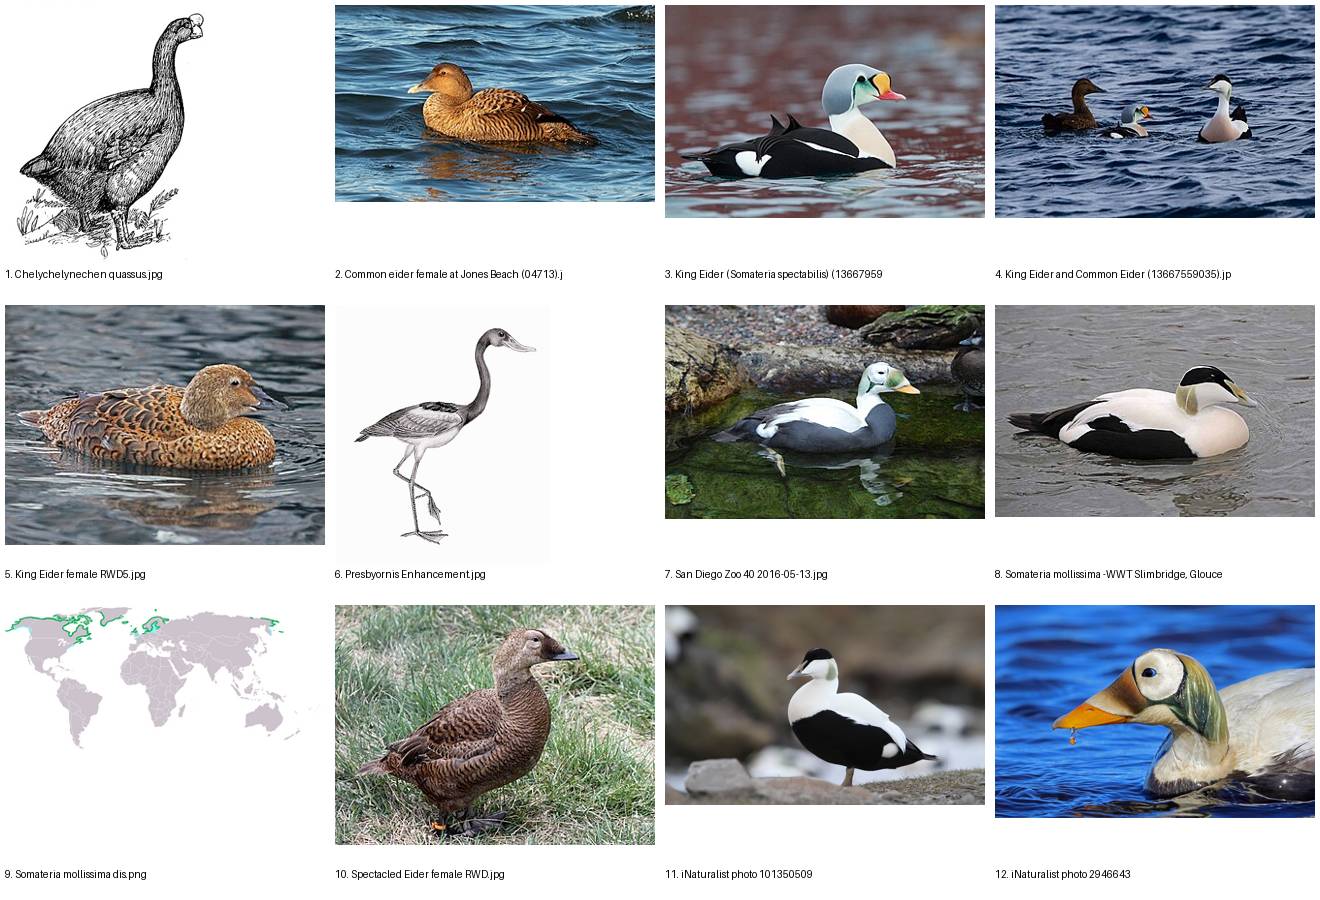 1. Chelychelynechen quassus.jpg
2. Common eider female at Jones Beach (04713).j
3. King Eider (Somateria spectabilis) (13667959
4. King Eider and Common Eider (13667559035).jp
5. King Eider female RWD5.jpg
6. Presbyornis Enhancement.jpg
7. San Diego Zoo 40 2016-05-13.jpg
8. Somateria mollissima -WWT Slimbridge, Glouce
9. Somateria mollissima dis.png
10. Spectacled Eider female RWD.jpg
11. iNaturalist photo 101350509
12. iNaturalist photo 2946643